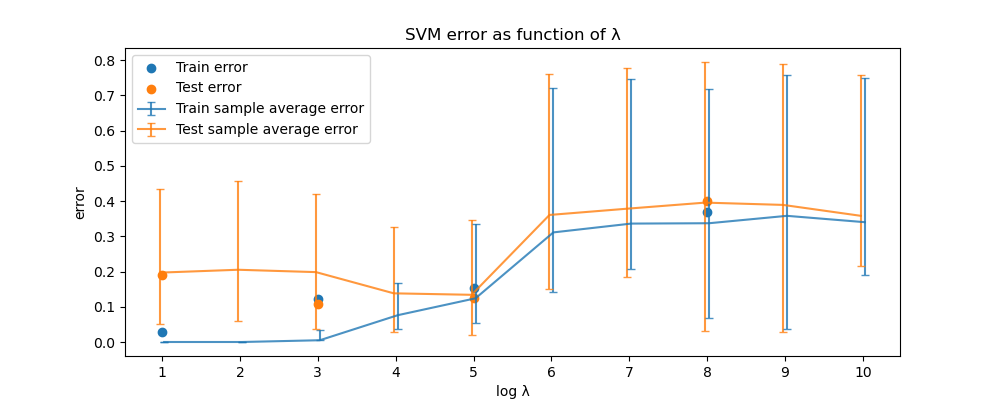 SVM error as function of λ
Train error
Test error
Train sample average error
Test sample average error
error
0.8
0.7
0.6
0.5
0.4
0.3
0.2
0.1
0.0
1 2 3 4 5 6 7 8 9 10
log λ